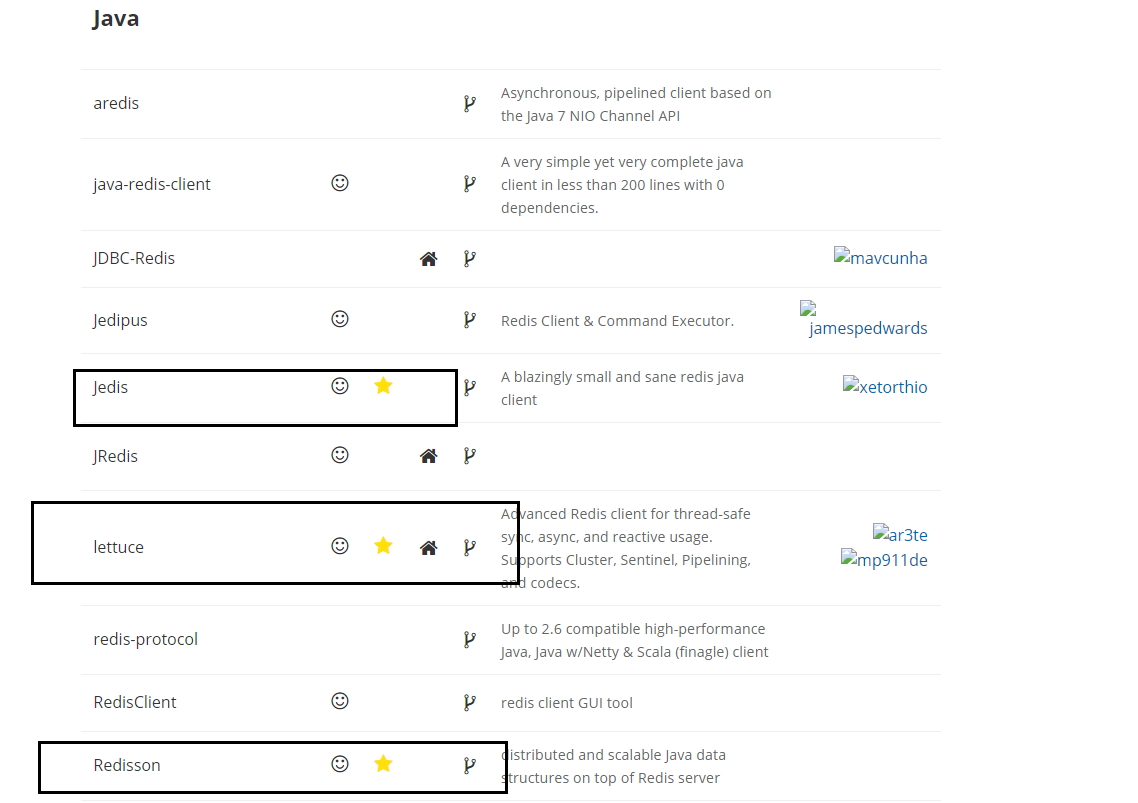 Java
aredis
Asynchronous, pipelined client based on
the Java 7 NIO Channel API
java-redis-client
A very simple yet very complete java
client in less than 200 lines with 0
dependencies.
JDBC-Redis
mavcunha
Jedipus
Redis Client & Command Executor.
jamespedwards
Jedis
A blazingly small and sane redis java
client
xetorthio
JRedis
lettuce
Advanced Redis client for thread-safe
sync, async, and reactive usage.
Supports Cluster, Sentinel, Pipelining,
and codecs.
ar3te
mp911de
redis-protocol
Up to 2.6 compatible high-performance
Java, Java w/Netty & Scala (finagle) client
RedisClient
redis client GUI tool
Redisson
distributed and scalable Java data
structures on top of Redis server